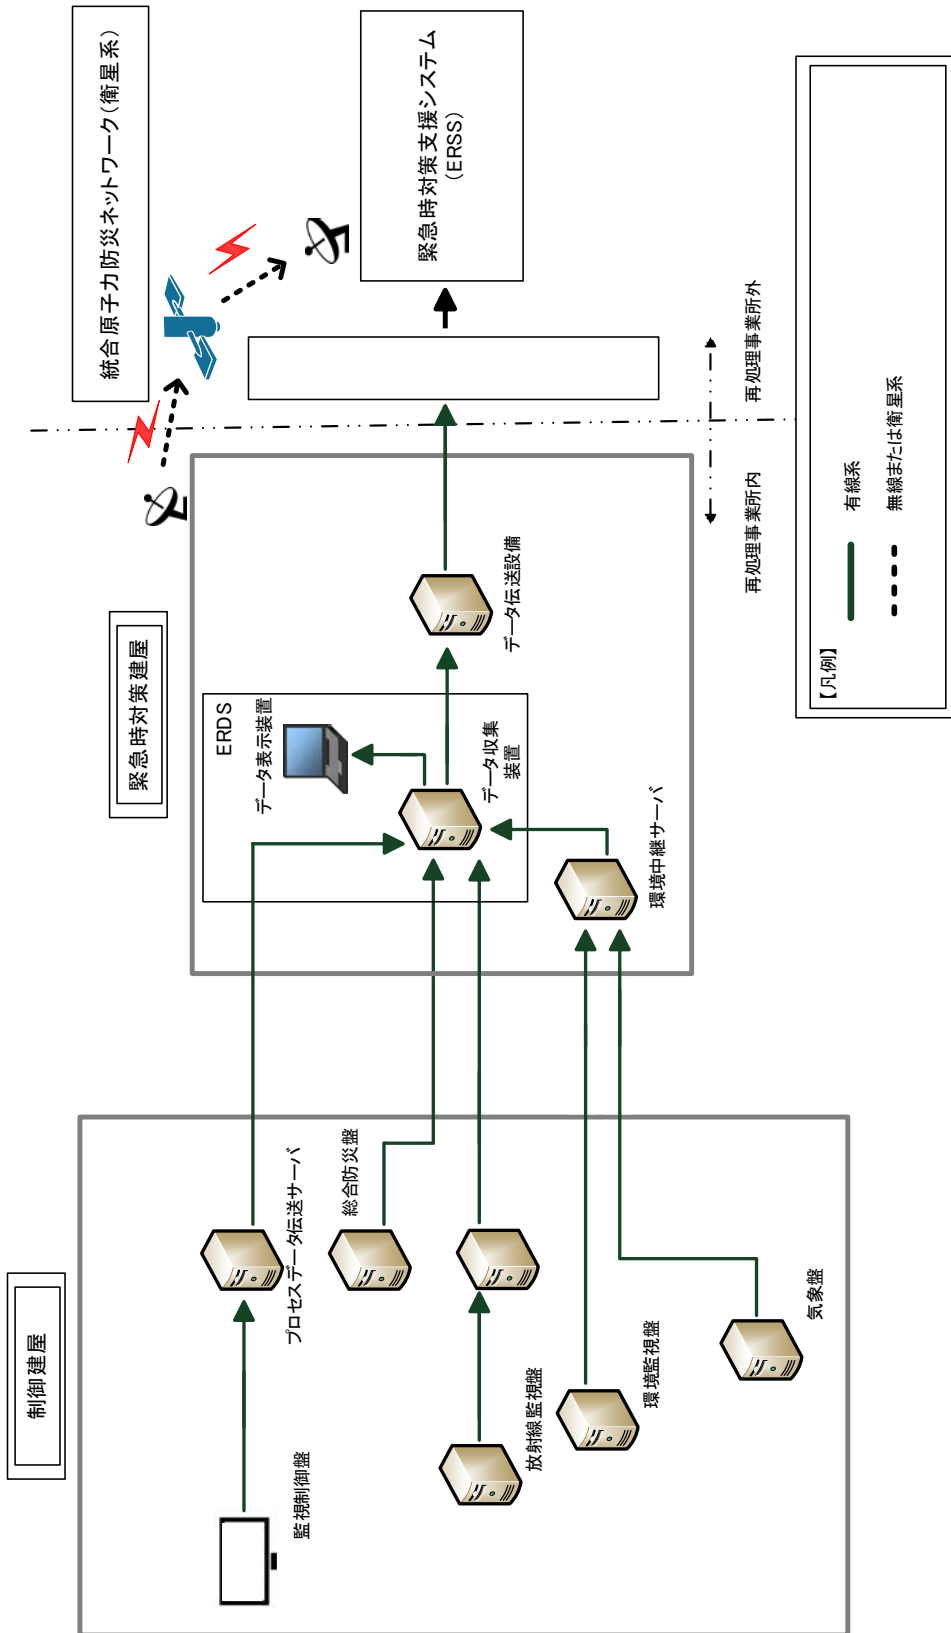 制御建屋
監視制御盤
プロセスデータ伝送サーバ
総合防災盤
放射線監視盤
環境監視盤
気象盤
緊急時対策建屋
ERDS
データ表示装置
データ収集
装置
環境中継サーバ
データ伝送設備
統合原子力防災ネットワーク(衛星系)
緊急時対策支援システム
(ERSS)
再処理事業所内
再処理事業所外
【凡例】
有線系
無線または衛星系